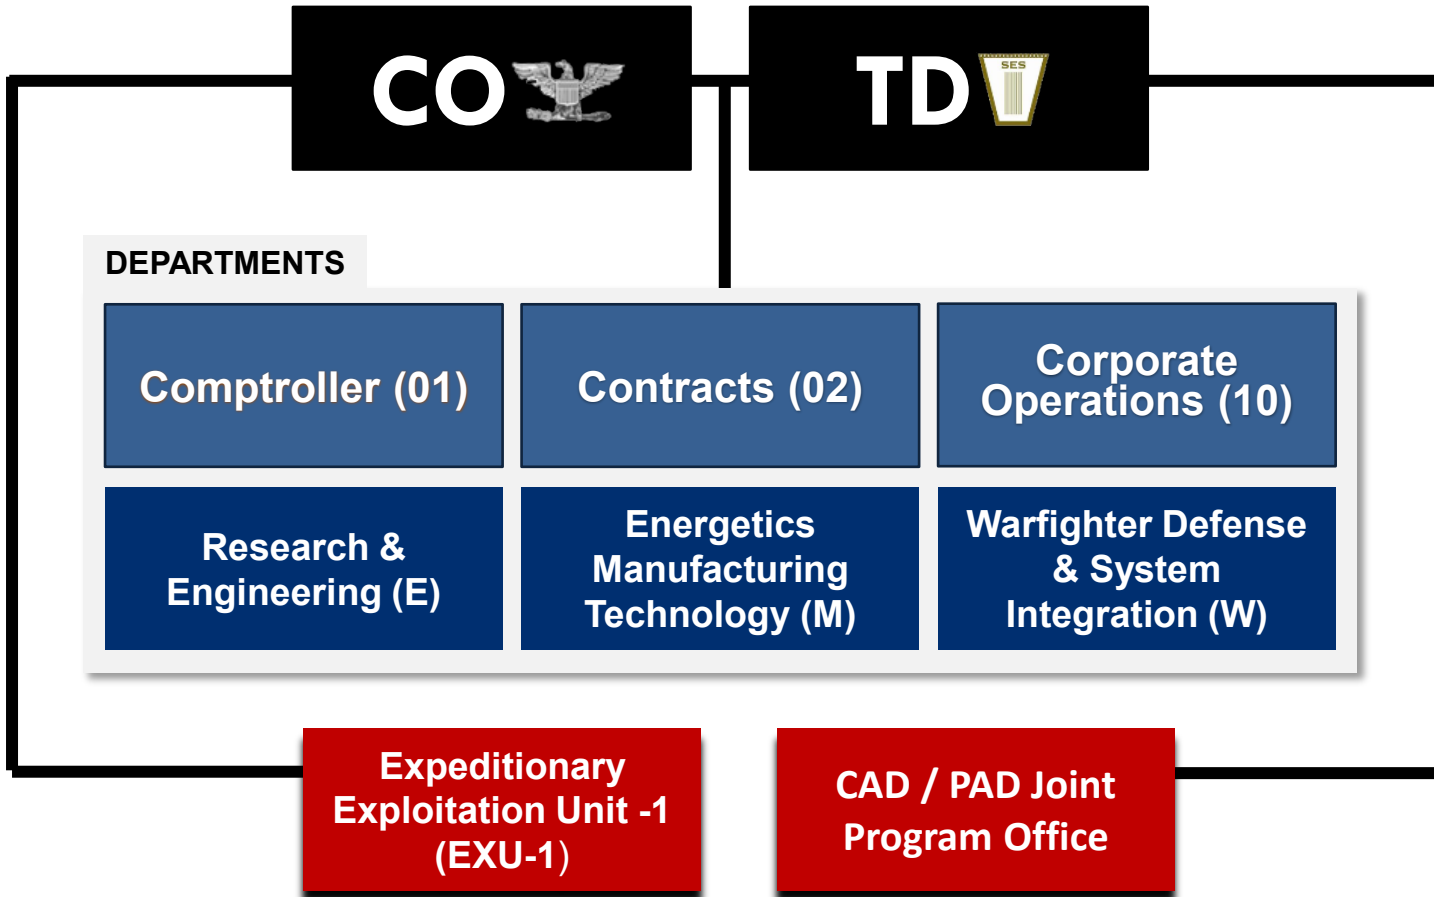 CO
TD
SES
DEPARTMENTS
Comptroller (01)
Contracts (02)
Corporate
Operations (10)
Research &
Engineering (E)
Energetics
Manufacturing
Technology (M)
Warfighter Defense
& System
Integration (W)
Expeditionary
Exploitation Unit -1
(EXU-1)
CAD / PAD Joint
Program Office